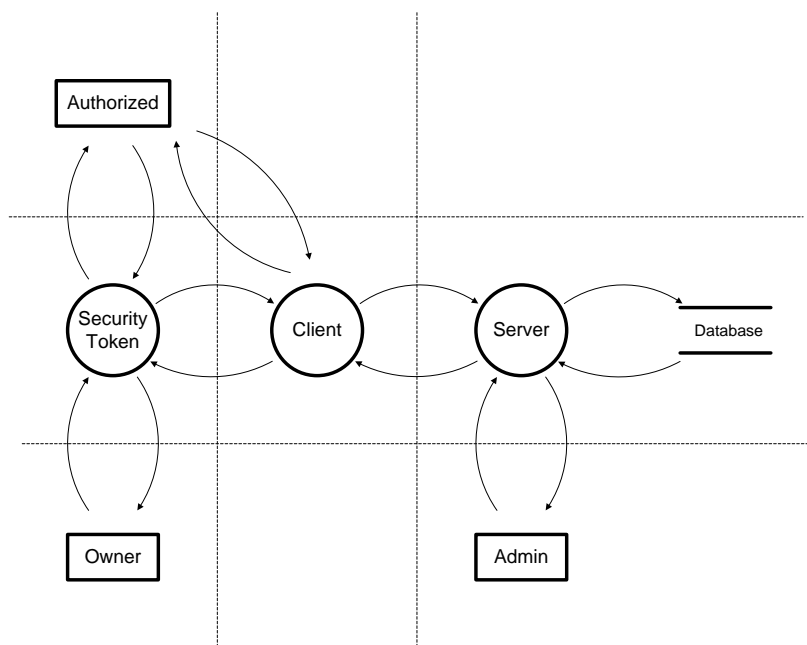 Authorized
Security
Token
Client
Server
Database
Owner
Admin